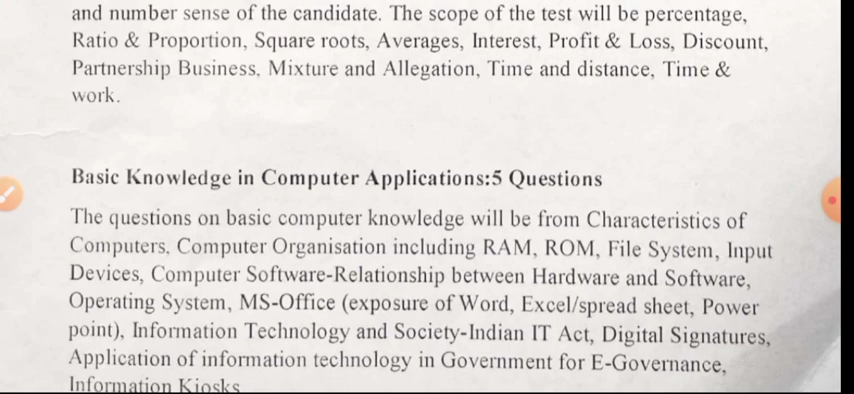 and number sense of the candidate. The scope of the test will be percentage,
Ratio & Proportion, Square roots, Averages, Interest, Profit & Loss, Discount,
Partnership Business, Mixture and Allegation, Time and distance, Time &
work.
Basic Knowledge in Computer Applications:5 Questions
The questions on basic computer knowledge will be from Characteristics of
Computers, Computer Organisation including RAM, ROM, File System, Input
Devices, Computer Software-Relationship between Hardware and Software,
Operating System, MS-Office (exposure of Word, Excel/spread sheet, Power
point), Information Technology and Society-Indian IT Act, Digital Signatures,
Application of information technology in Government for E-Governance,
Information Kiosks